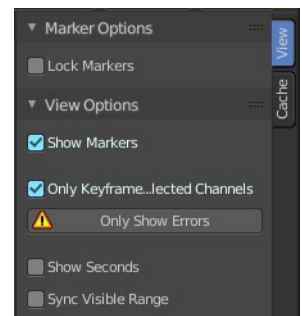 Marker Options
View
Lock Markers
View Options
Cache
Show Markers
Only Keyframe...lected Channels
Only Show Errors
Show Seconds
Sync Visible Range